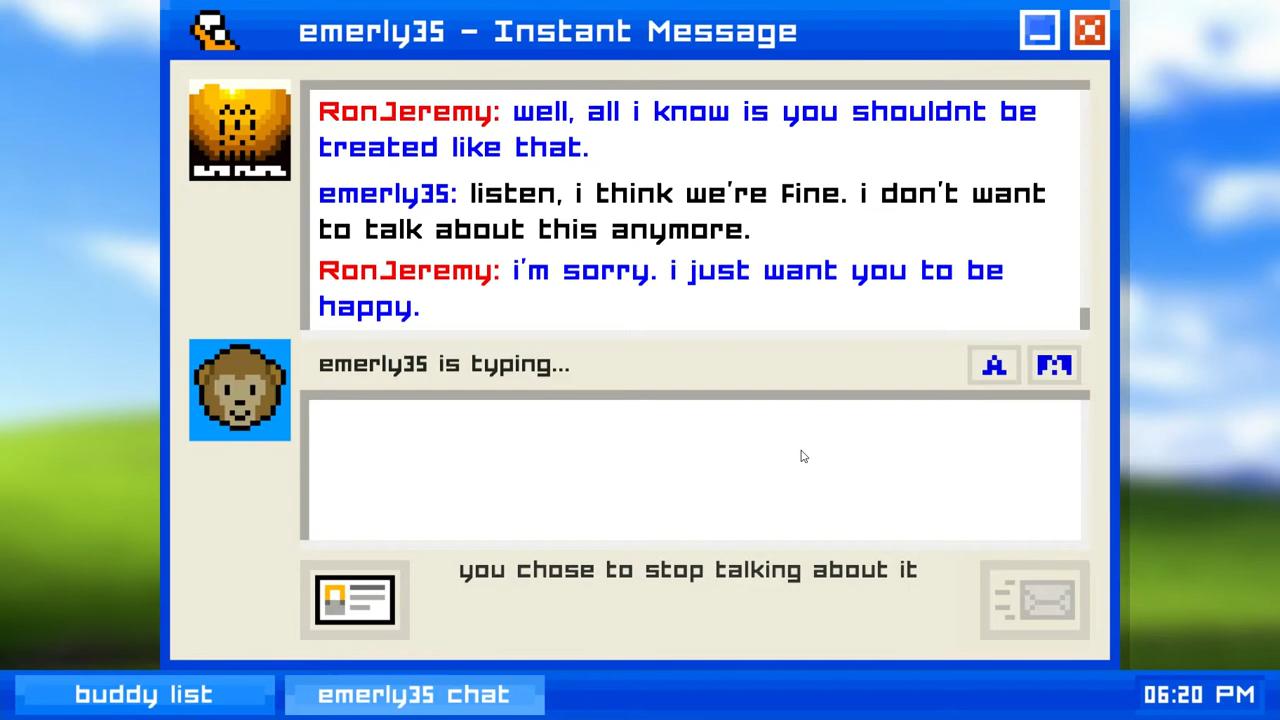 emerly35 - Instant Message
RonJeremy: well, all i know is you shouldnt be
treated like that.
emerly35: listen, i think we're fine. i don't want
to talk about this anymore.
RonJeremy: i'm sorry. i just want you to be
happy.
emerly35 is typing...
A
you chose to stop talking about it
buddy list
emerly35 chat
06:20 PM